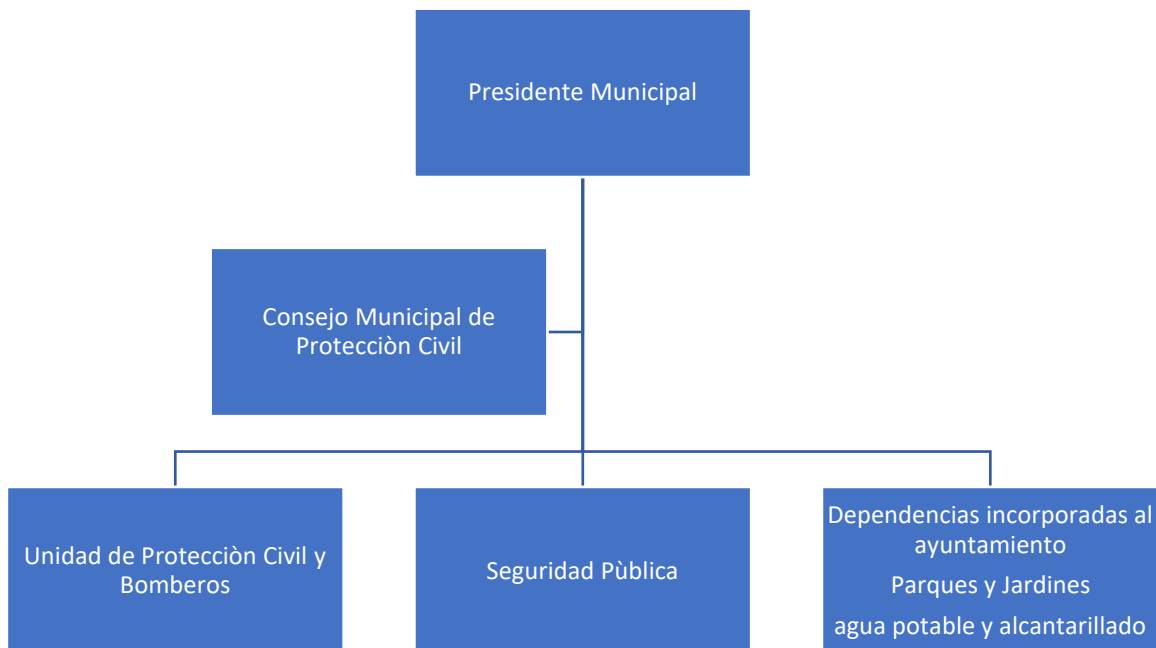 Presidente Municipal
Consejo Municipal de
Protecciòn Civil
Unidad de Protecciòn Civil y
Bomberos
Seguridad Pùblica
Dependencias incorporadas al
ayuntamiento
Parques y Jardines
agua potable y alcantarillado